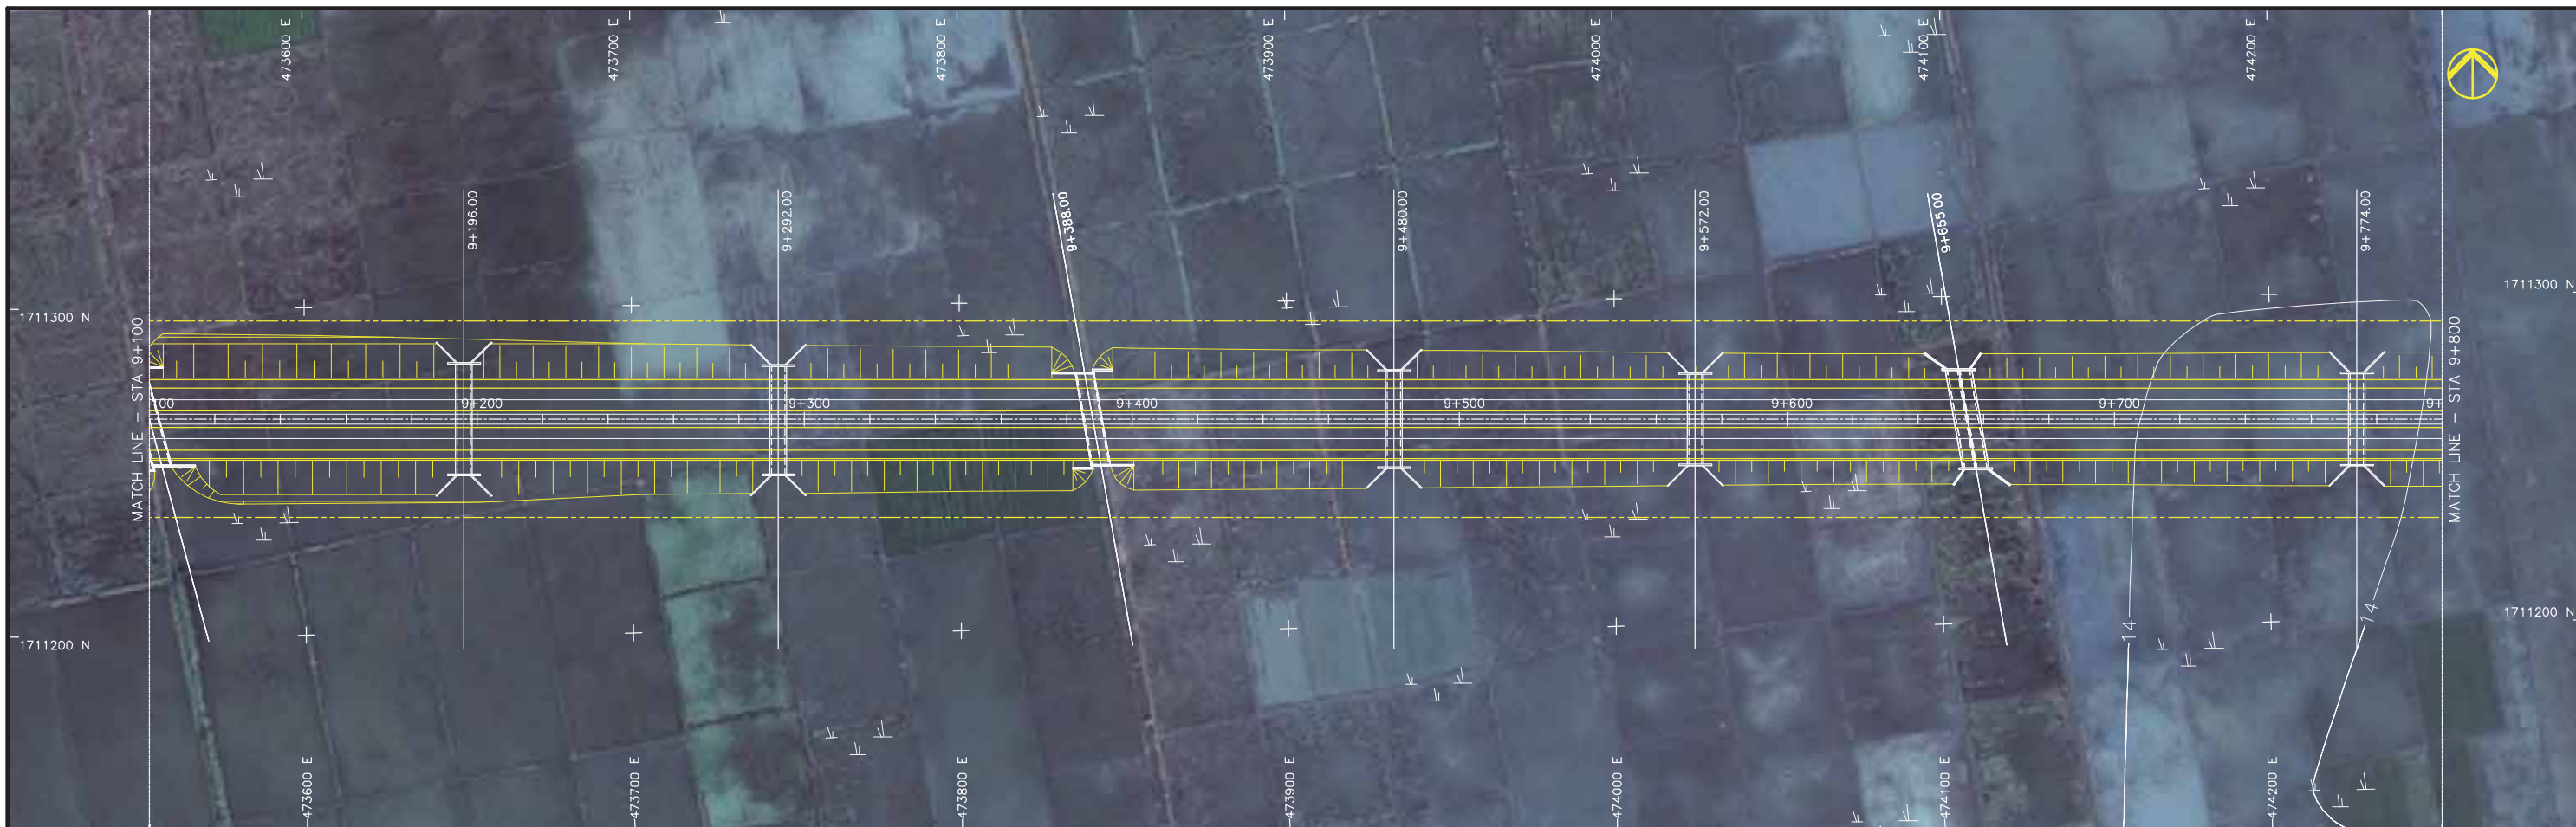 473600 E
473700 E
473800 E
473900 E
474000 E
474100 E
474200 E
9+196.00
9+292.00
9+388.00
9+480.00
9+572.00
9+655.00
9+774.00
1711300 N
1711300 N
MATCH LINE – STA 9+100
MATCH LINE – STA 9+800
100
9+200
9+300
9+400
9+500
9+600
9+700
9+
14
14
1711200 N
1711200 N
473600 E
473700 E
473800 E
473900 E
474000 E
474100 E
474200 E